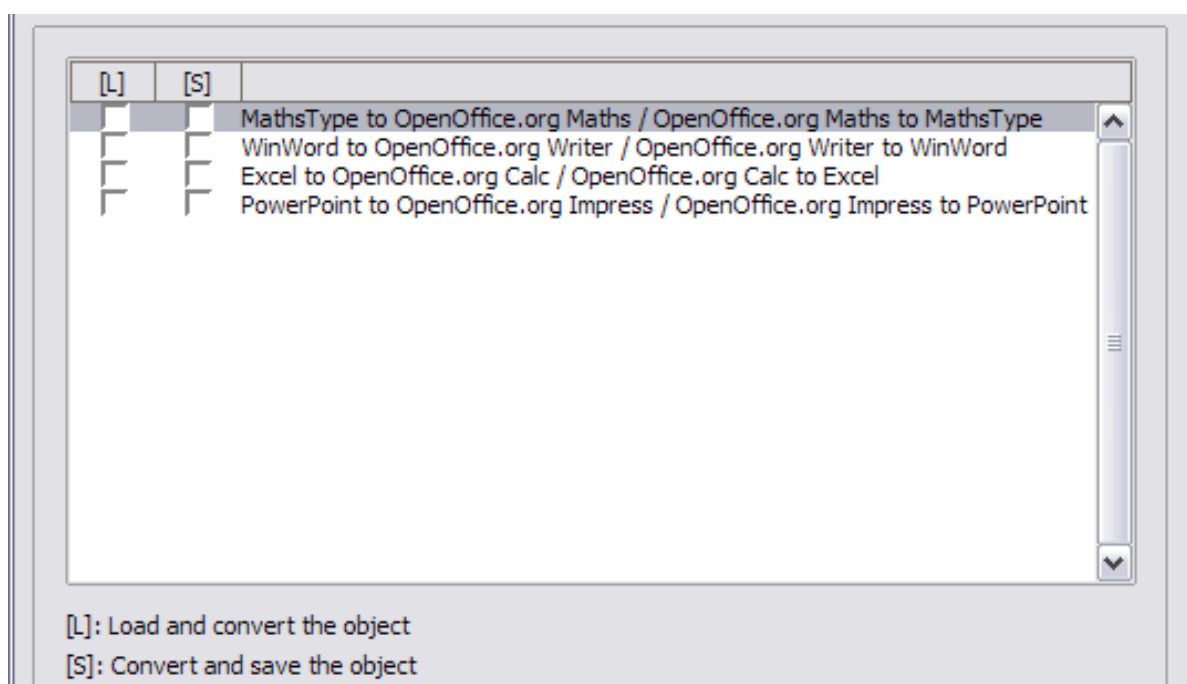 [L] [S]
MathsType to OpenOffice.org Maths / OpenOffice.org Maths to MathsType
WinWord to OpenOffice.org Writer / OpenOffice.org Writer to WinWord
Excel to OpenOffice.org Calc / OpenOffice.org Calc to Excel
PowerPoint to OpenOffice.org Impress / OpenOffice.org Impress to PowerPoint
[L]: Load and convert the object
[S]: Convert and save the object